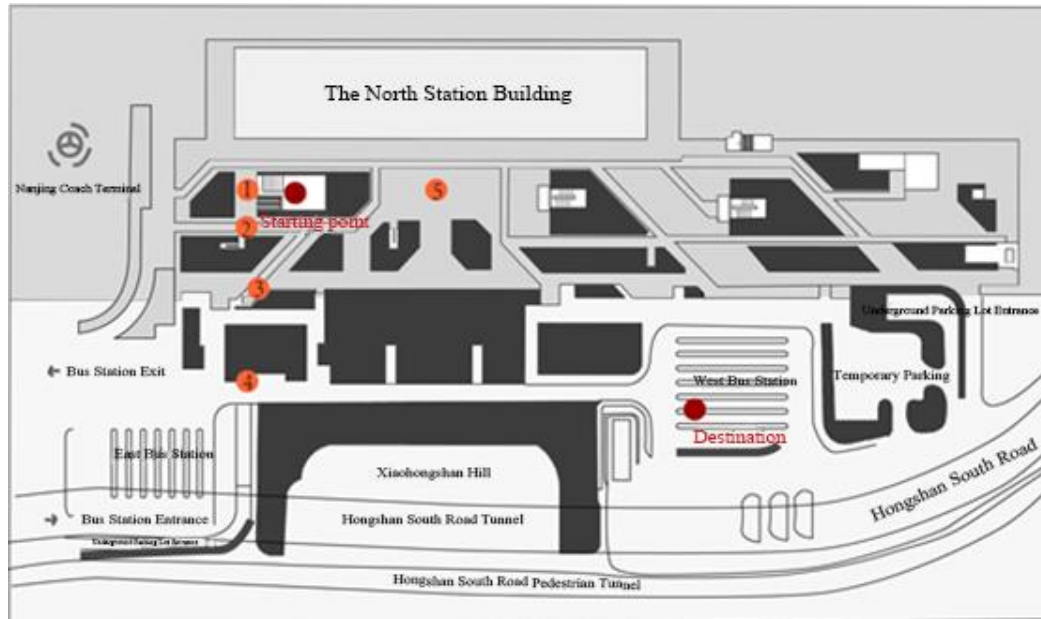 The North Station Building
Nanjing Coach Terminal
1
5
Starting point
2
3
Underground Parking Lot Entrance
Bus Station Exit
4
West Bus Station
Temporary Parking
Destination
East Bus Station
Xiaohongshan Hill
Hongshan South Road
Bus Station Entrance
Hongshan South Road Tunnel
Underground Parking Lot Entrance
Hongshan South Road Pedestrian Tunnel